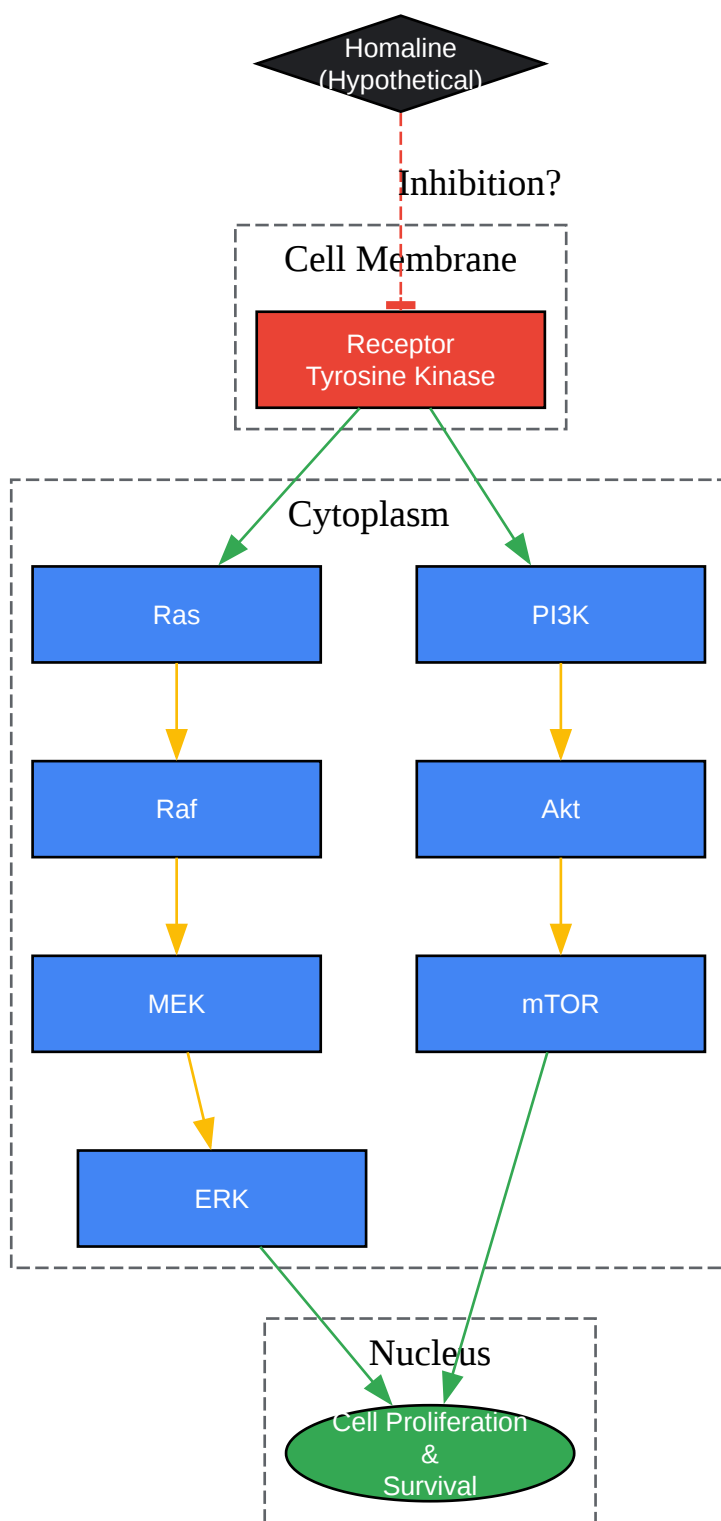 Homaline
(Hypothetical)
Inhibition?
Cell Membrane
Receptor
Tyrosine Kinase
Cytoplasm
Ras
PI3K
Raf
Akt
MEK
mTOR
ERK
Nucleus
Cell Proliferation
&
Survival